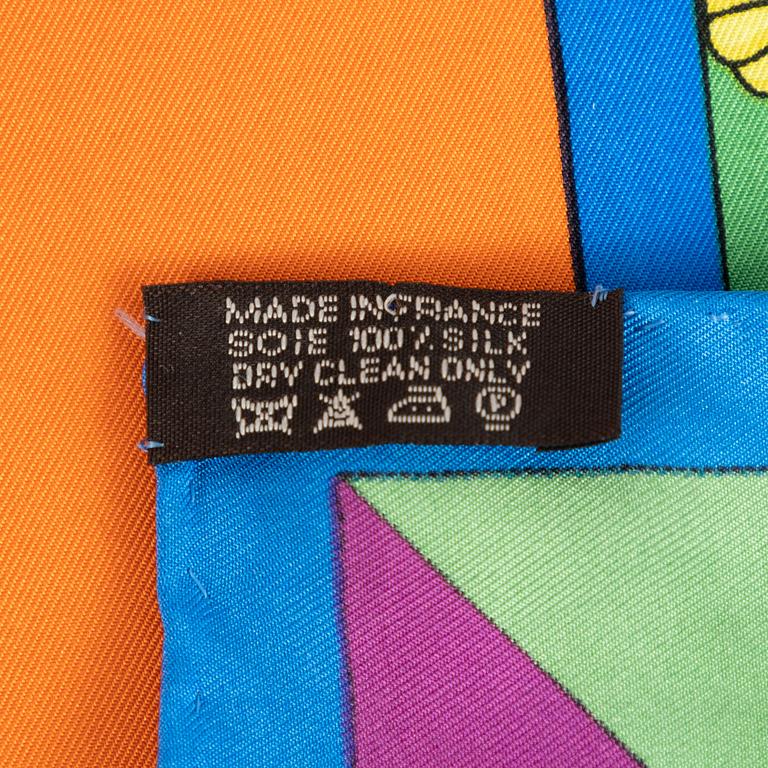 MADE IN FRANCE
SOIE 100% SILK
DRY CLEAN ONLY
P